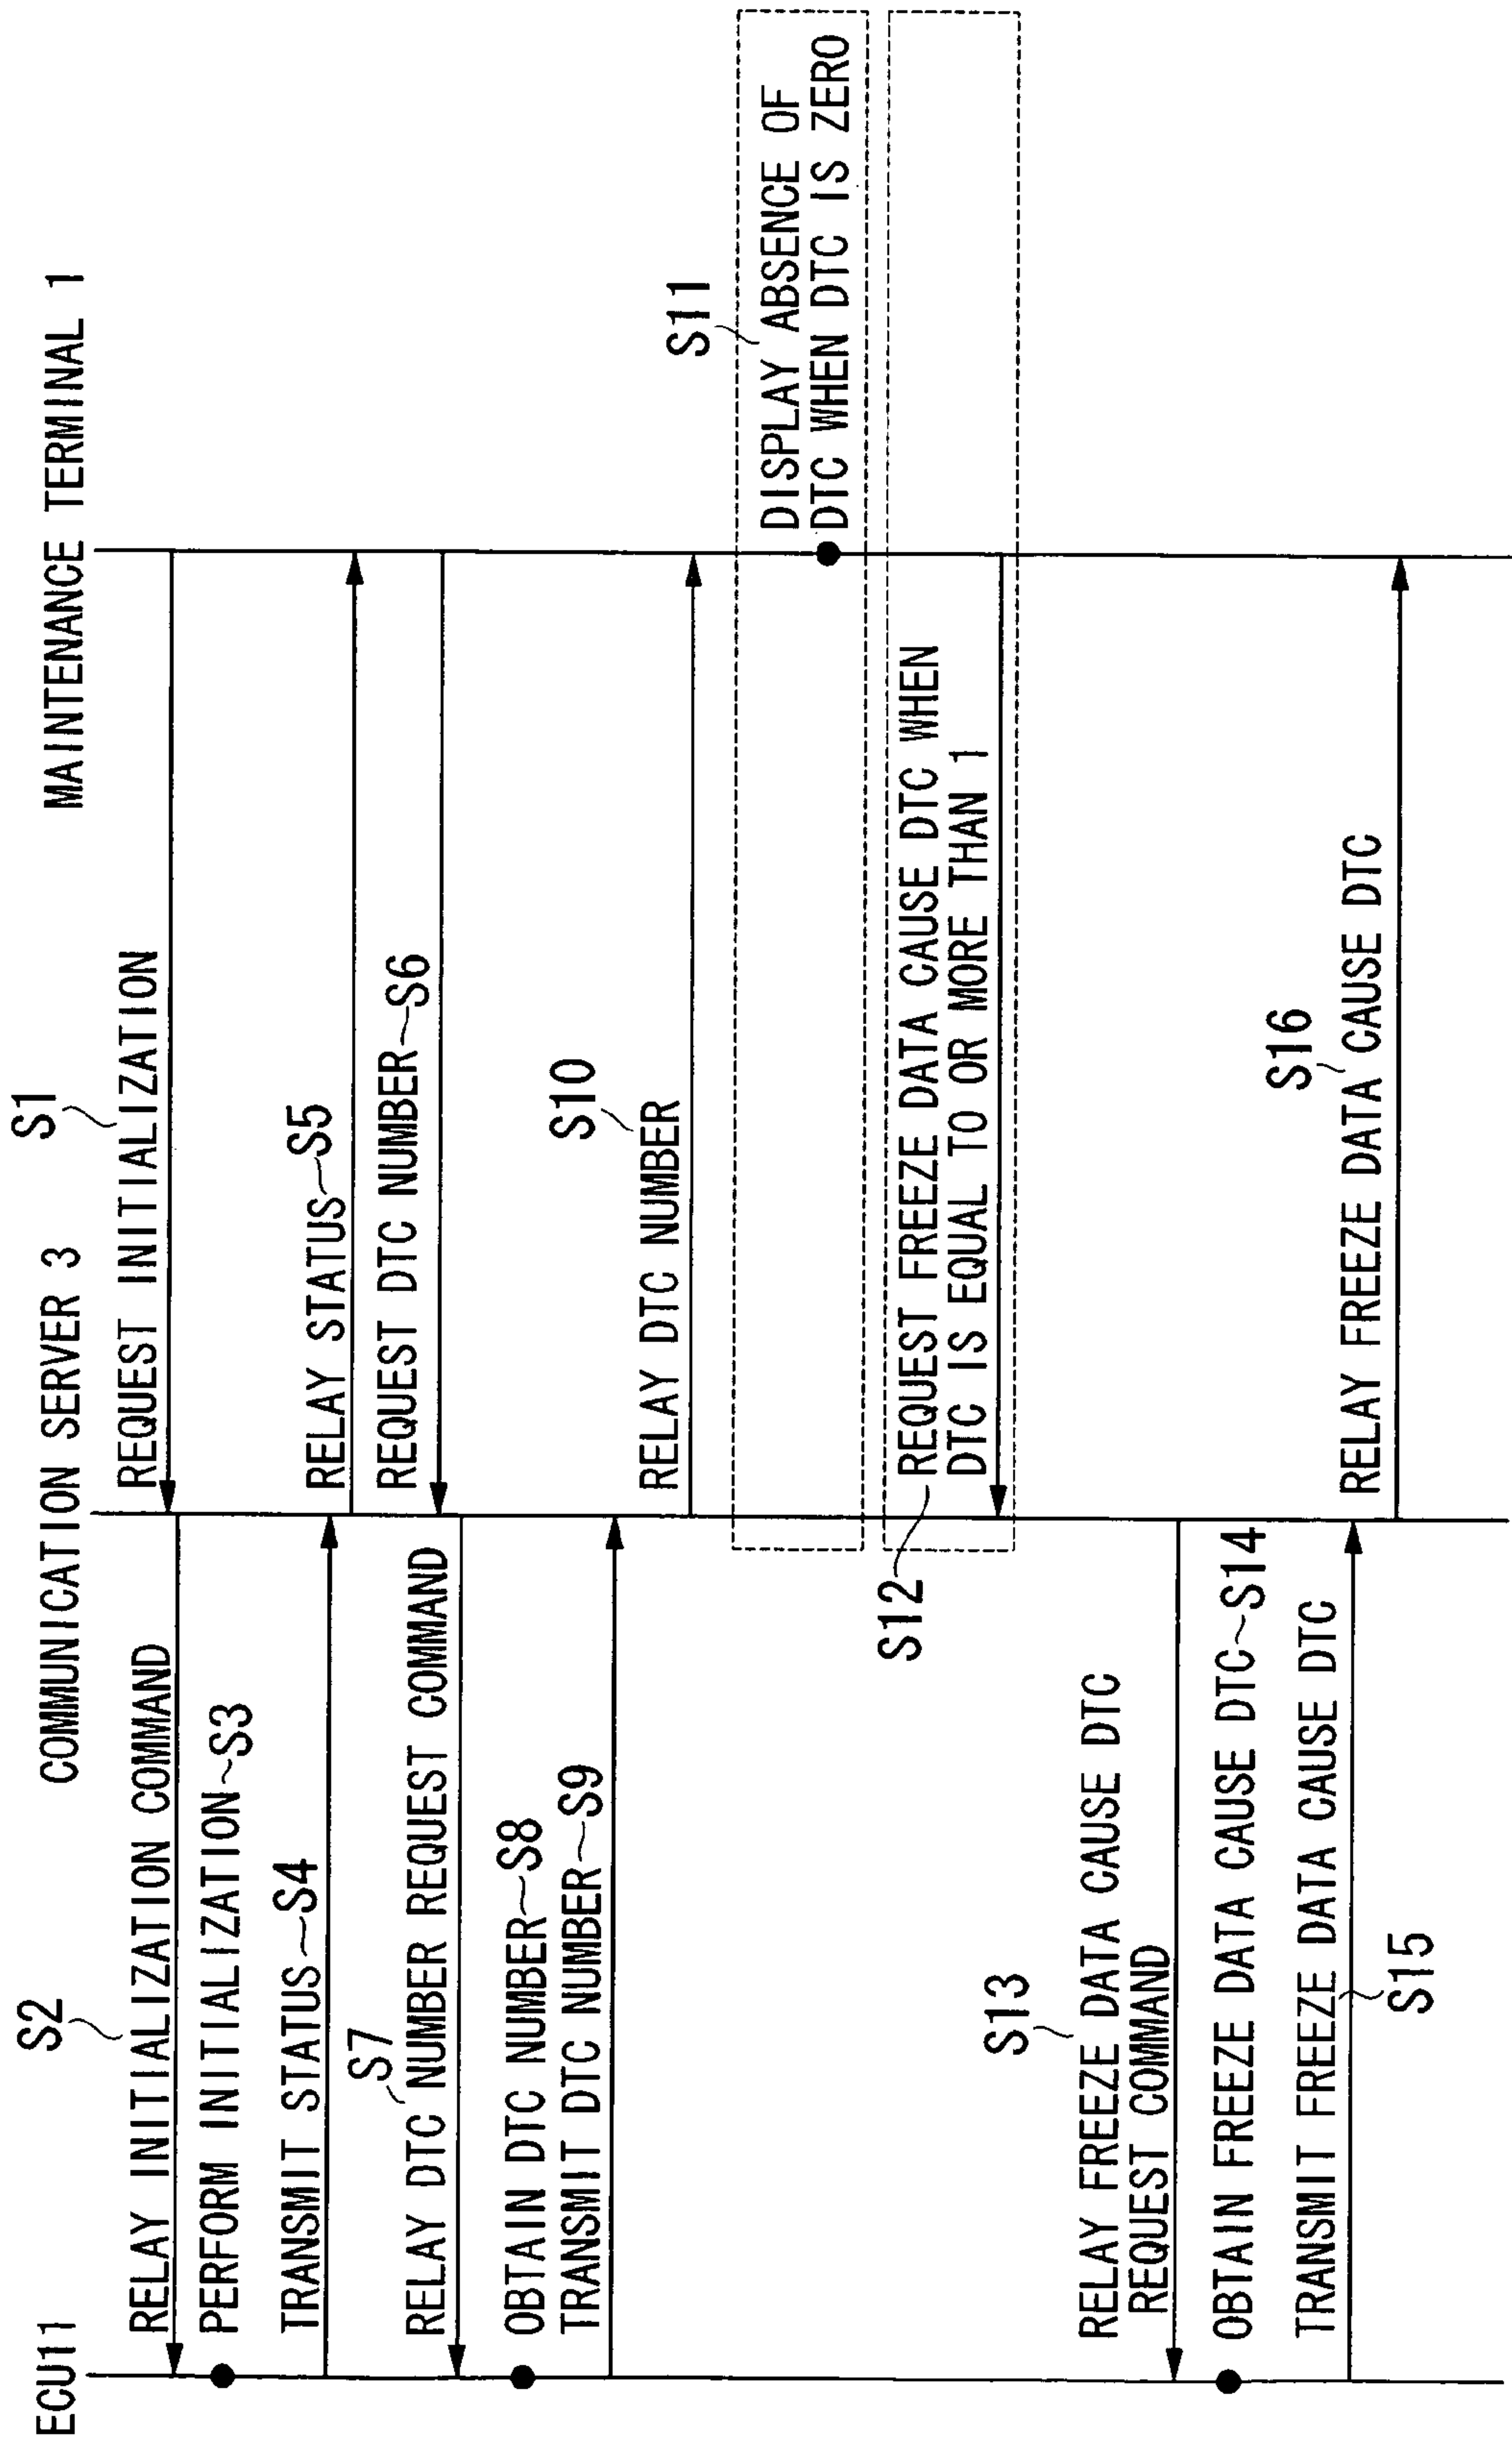 ECU11
COMMUNICATION SERVER 3
MAINTENANCE TERMINAL 1
S1
REQUEST INITIALIZATION
S2
RELAY INITIALIZATION COMMAND
PERFORM INITIALIZATION~S3
TRANSMIT STATUS~S4
RELAY STATUS~S5
REQUEST DTC NUMBER~S6
S7
RELAY DTC NUMBER REQUEST COMMAND
OBTAIN DTC NUMBER~S8
TRANSMIT DTC NUMBER~S9
S10
RELAY DTC NUMBER
S11
DISPLAY ABSENCE OF
DTC WHEN DTC IS ZERO
S12
REQUEST FREEZE DATA CAUSE DTC WHEN
DTC IS EQUAL TO OR MORE THAN 1
S13
RELAY FREEZE DATA CAUSE DTC
REQUEST COMMAND
OBTAIN FREEZE DATA CAUSE DTC~S14
TRANSMIT FREEZE DATA CAUSE DTC
S15
S16
RELAY FREEZE DATA CAUSE DTC